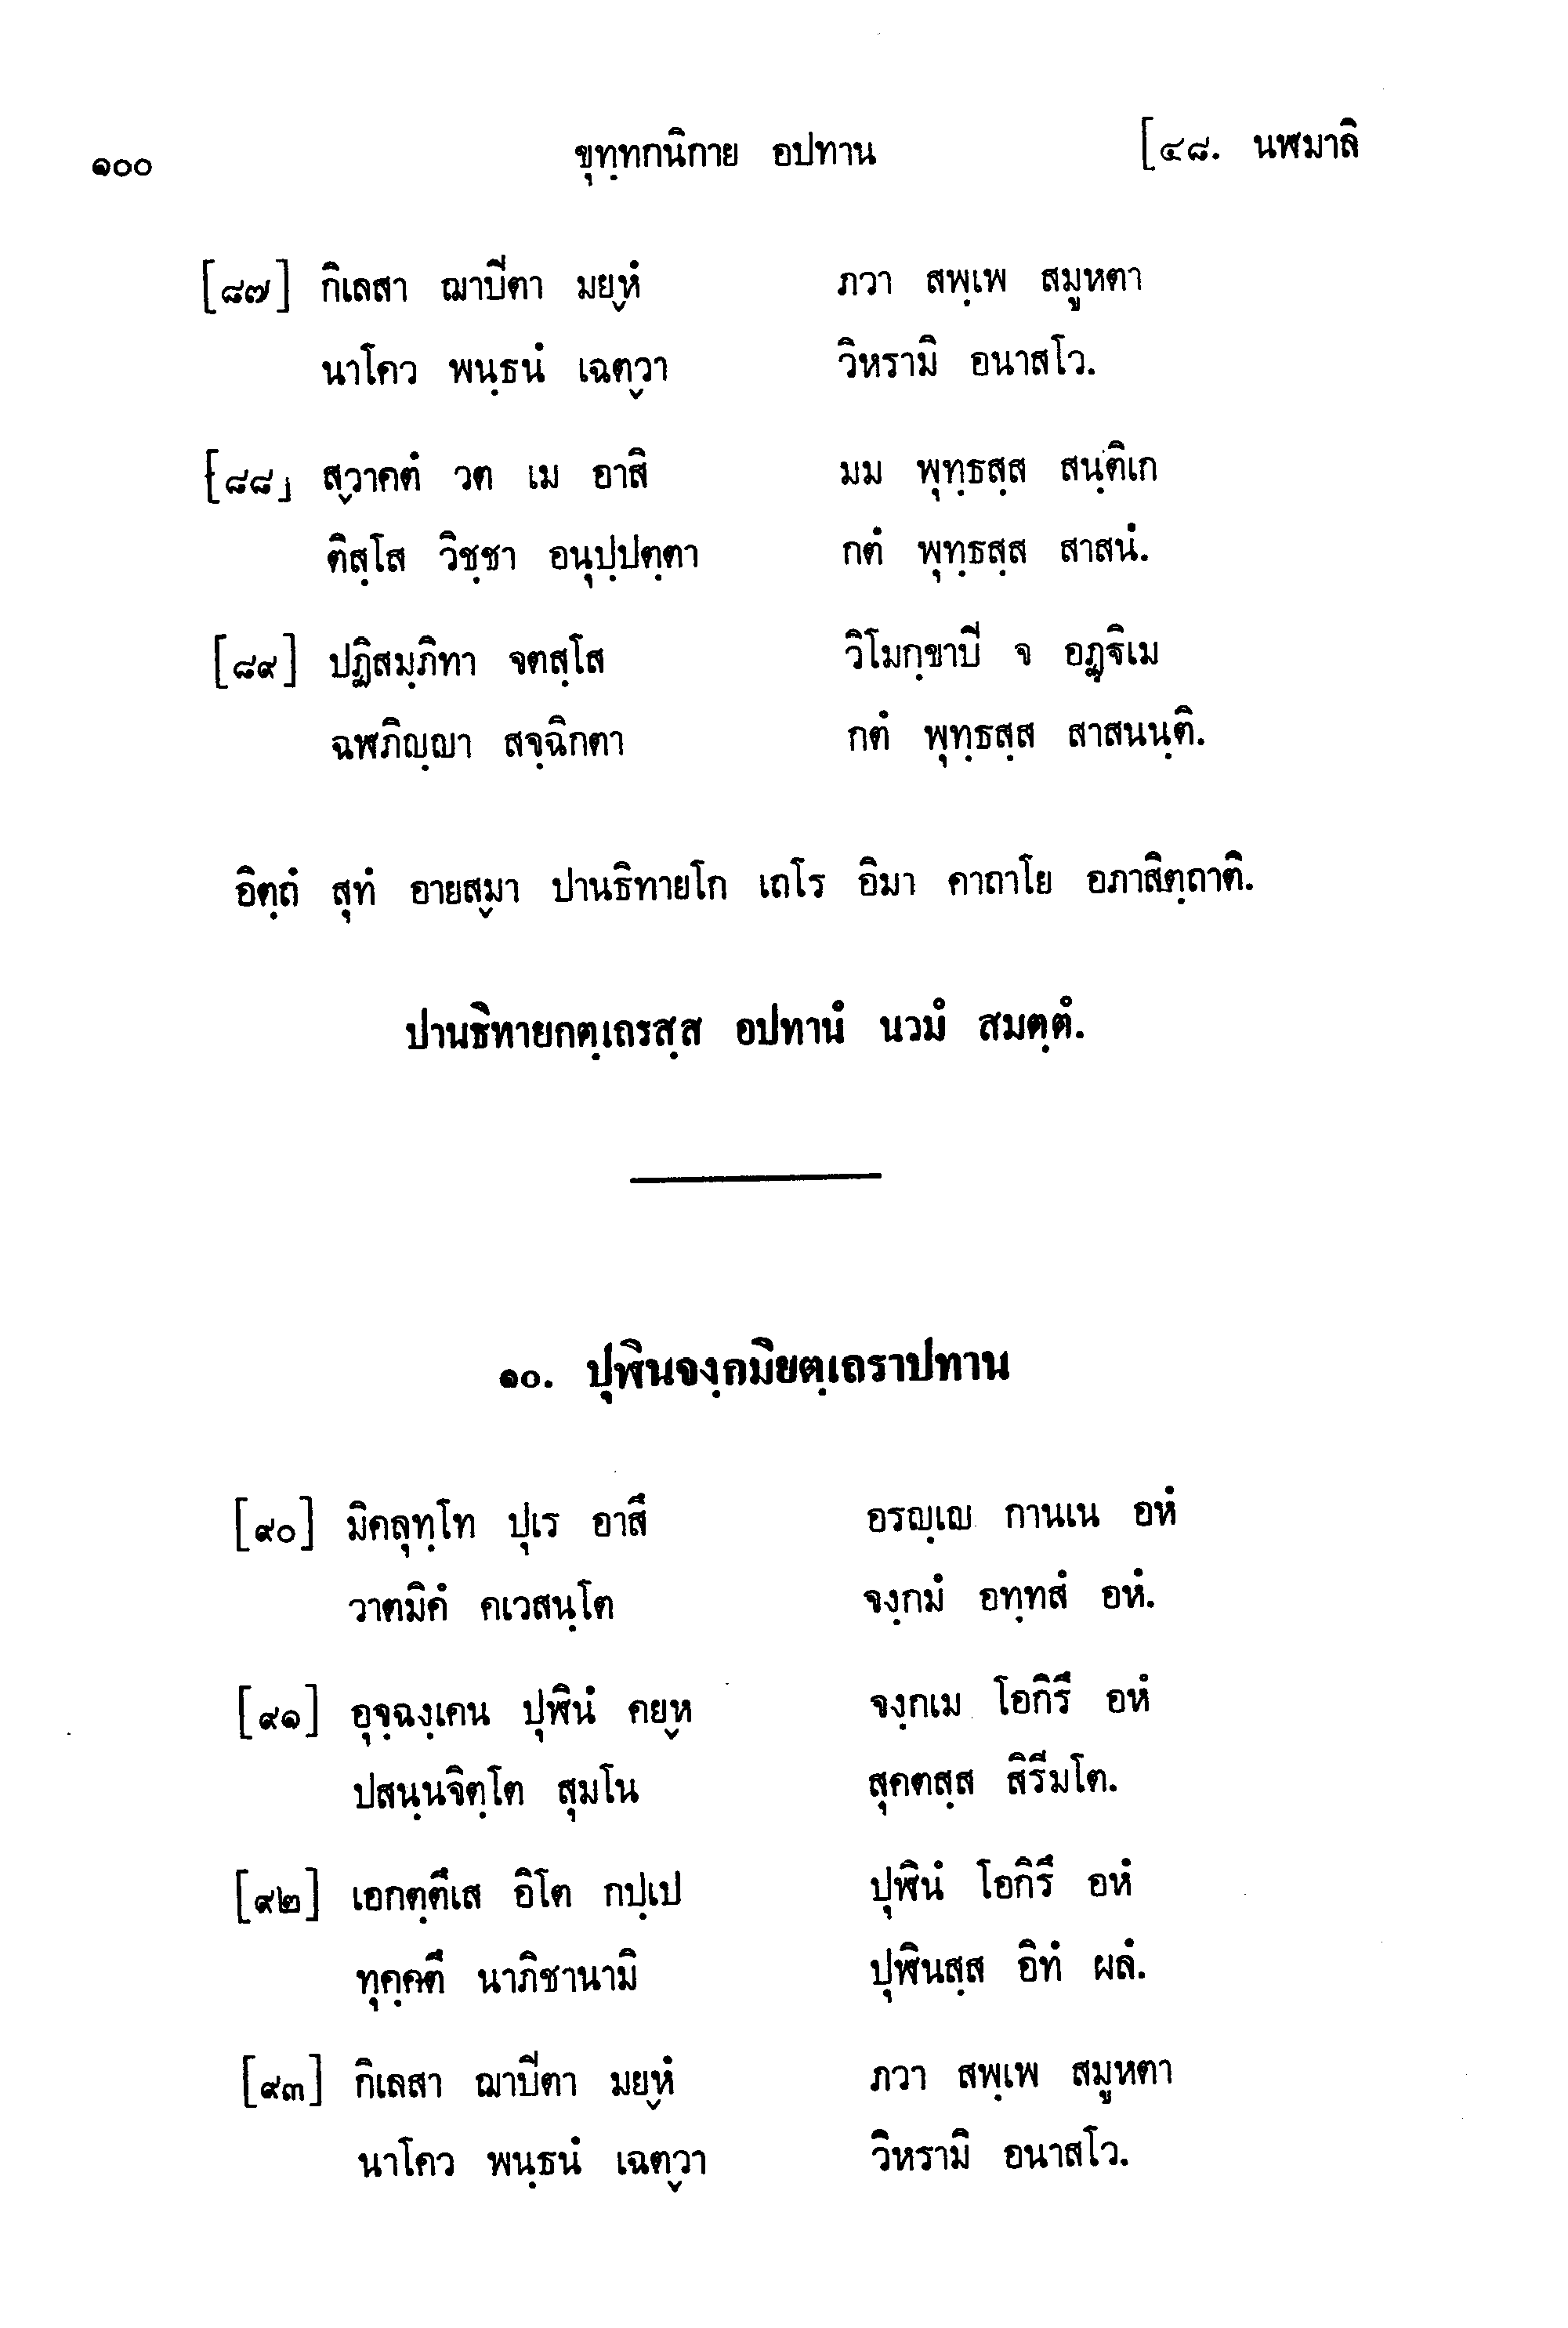 ๑๐๐ ขุทฺทกนิกาย อปทาน [๔๘. นฬมาลิ
[๘๗] กิเลสา ฌาปีตา มยฺหํ ภวา สพฺเพ สมูหตา
นาโคว พนฺธนํ เฉตฺวา วิหรามิ อนาสโว.
[๘๘] สฺวาคตํ วต เม อาสิ มม พุทฺธสฺส สนฺติเก
ติสฺโส วิชฺชา อนุปฺปตฺตา กตํ พุทฺธสฺส สาสนํ.
[๘๙] ปฏิสมฺภิทา จตสฺโส วิโมกฺขาปิ จ อฏฺฐิเม
ฉฬภิญฺญา สจฺฉิกตา กตํ พุทฺธสฺส สาสนนฺติ.
อิตฺถํ สุทํ อายสฺมา ปานธิทายโก เถโร อิมา คาถาโย อภาสิตฺถาติ.
ปานธิทายกตฺเถรสฺส อปทานํ นวมํ สมตฺตํ.
๑๐. ปุฬินจงฺกมิยตฺเถราปทาน
[๙๐] มิคลุทฺโท ปุเร อาสึ อรญฺเญ กานเน อหํ
วาตมิคํ คเวสนฺโต จงฺกมํ อทฺทสํ อหํ.
[๙๑] อุจฺฉงฺเคน ปุฬินํ คยฺห จงฺกเม โอกิรึ อหํ
ปสนฺนจิตฺโต สุมโน สุคตสฺส สิรีมโต.
[๙๒] เอกตฺตึเส อิโต กปฺเป ปุฬินํ โอกิรึ อหํ
ทุคฺคตึ นาภิชานามิ ปุฬินสฺส อิทํ ผลํ.
[๙๓] กิเลสา ฌาปีตา มยฺหํ ภวา สพฺเพ สมูหตา
นาโคว พนฺธนํ เฉตฺวา วิหรามิ อนาสโว.